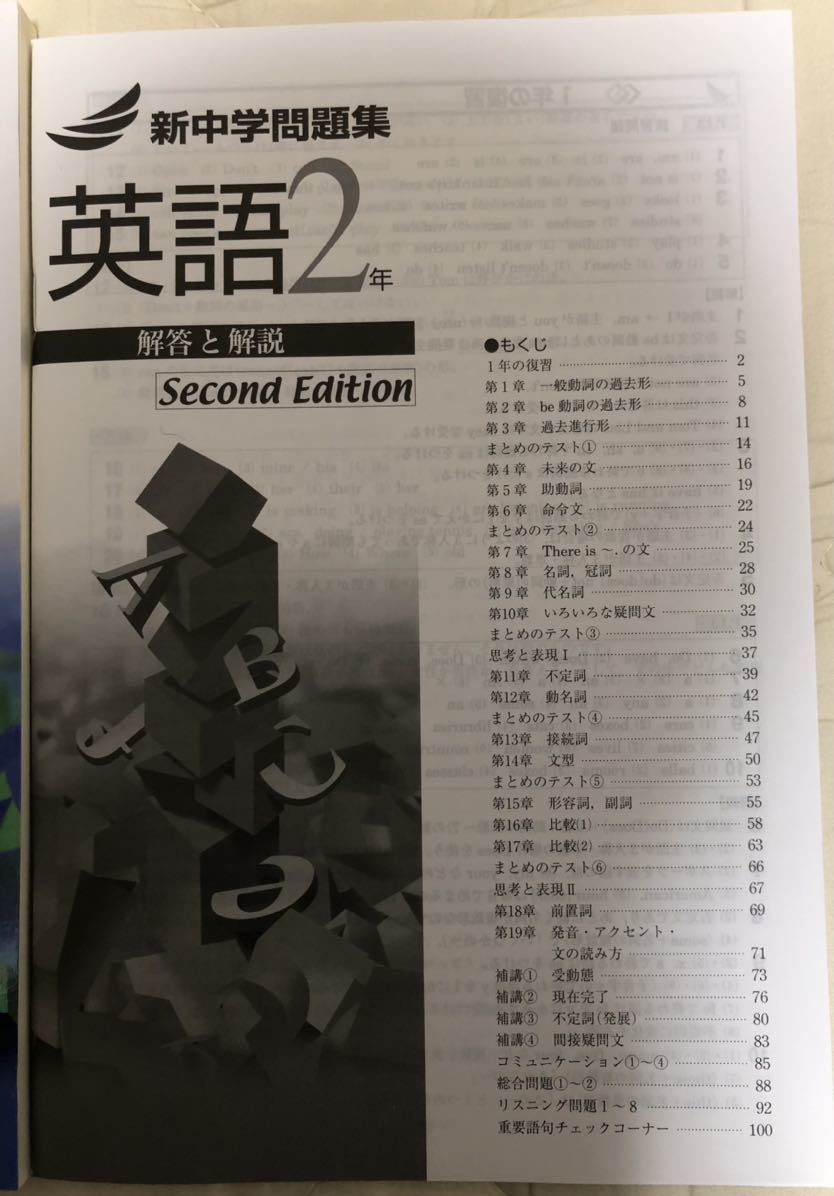 新中学問題集
英語2年
解答と解説
Second Edition
●もくじ
1年の復習 2
第1章 一般動詞の過去形 5
第2章 be動詞の過去形 8
第3章 過去進行形 11
まとめのテスト① 14
第4章 未来の文 16
第5章 助動詞 19
第6章 命令文 22
まとめのテスト② 24
第7章 There is ～. の文 25
第8章 名詞，冠詞 28
第9章 代名詞 30
第10章 いろいろな疑問文 32
まとめのテスト③ 35
思考と表現Ⅰ 37
第11章 不定詞 39
第12章 動名詞 42
まとめのテスト④ 45
第13章 接続詞 47
第14章 文型 50
まとめのテスト⑤ 53
第15章 形容詞，副詞 55
第16章 比較⑴ 58
第17章 比較⑵ 63
まとめのテスト⑥ 66
思考と表現Ⅱ 67
第18章 前置詞 69
第19章 発音・アクセント・
文の読み方 71
補講① 受動態 73
補講② 現在完了 76
補講③ 不定詞(発展) 80
補講④ 間接疑問文 83
コミュニケーション①～④ 85
総合問題①～② 88
リスニング問題1～8 92
重要語句チェックコーナー 100
A
B
C
d
e